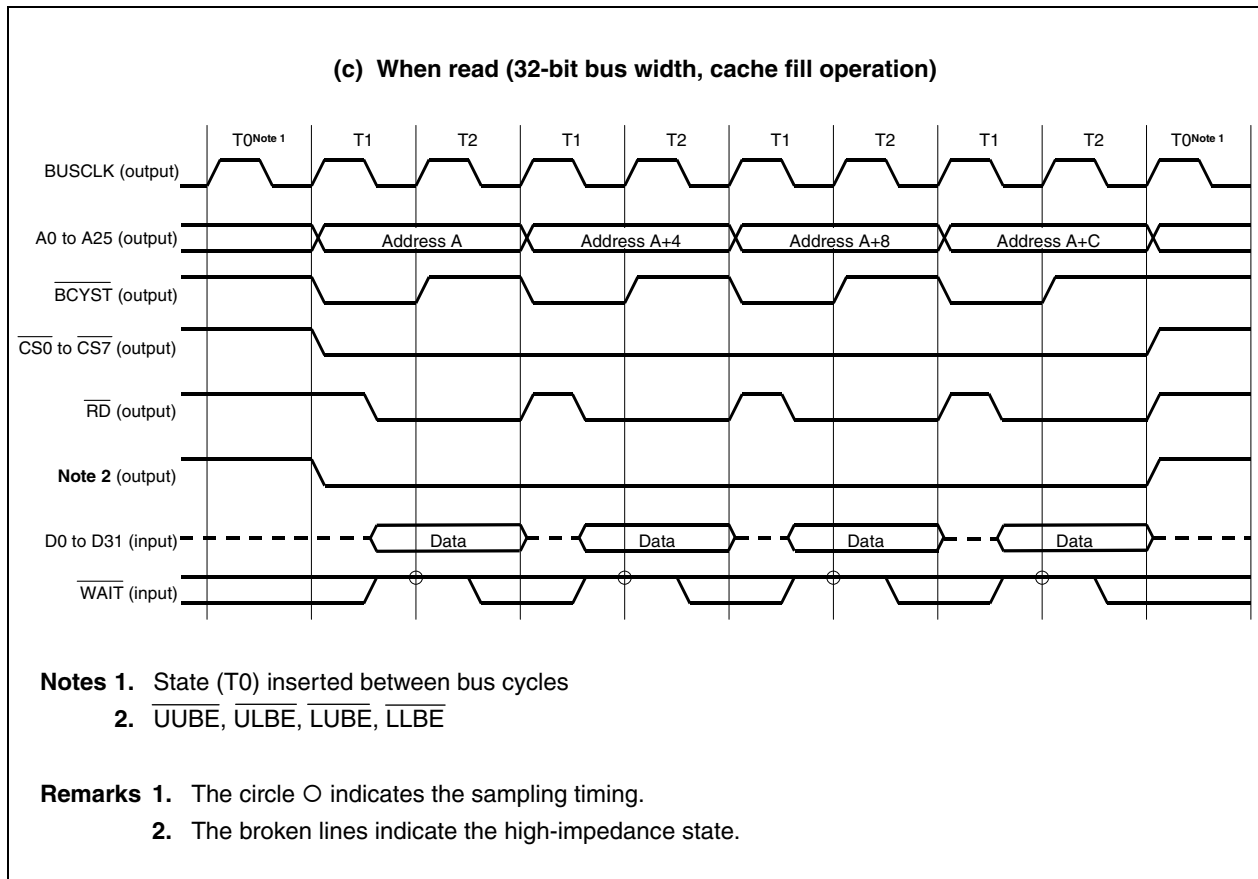 (c) When read (32-bit bus width, cache fill operation)
T0Note 1 T1 T2 T1 T2 T1 T2 T1 T2 T0Note 1
BUSCLK (output)
A0 to A25 (output) Address A Address A+4 Address A+8 Address A+C
BCYST (output)
CS0 to CS7 (output)
RD (output)
Note 2 (output)
D0 to D31 (input) Data Data Data Data
WAIT (input)
Notes 1. State (T0) inserted between bus cycles
2. UUBE, ULBE, LUBE, LLBE
Remarks 1. The circle O indicates the sampling timing.
2. The broken lines indicate the high-impedance state.